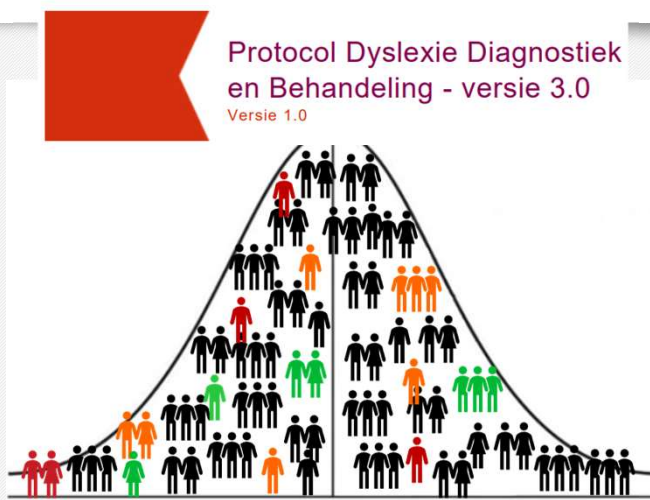 Protocol Dyslexie Diagnostiek
en Behandeling - versie 3.0
Versie 1.0